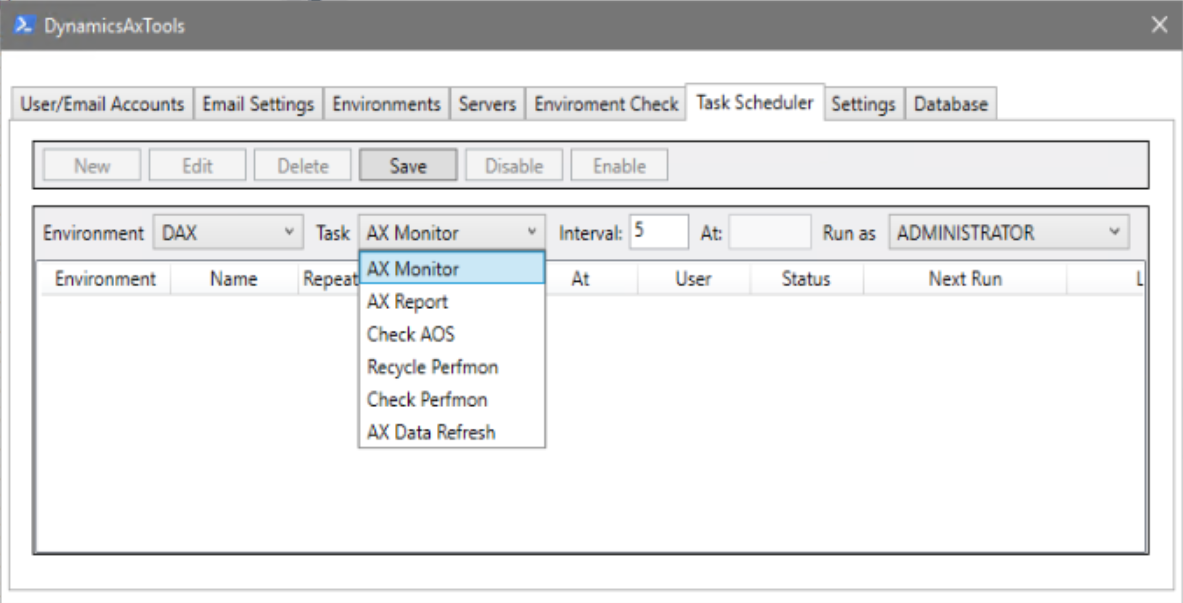 DynamicsAxTools
User/Email Accounts Email Settings Environments Servers Enviroment Check Task Scheduler Settings Database
New Edit Delete Save Disable Enable
Environment DAX Task AX Monitor Interval: 5 At: Run as ADMINISTRATOR
Environment Name Repeat At User Status Next Run L
AX Monitor
AX Report
Check AOS
Recycle Perfmon
Check Perfmon
AX Data Refresh